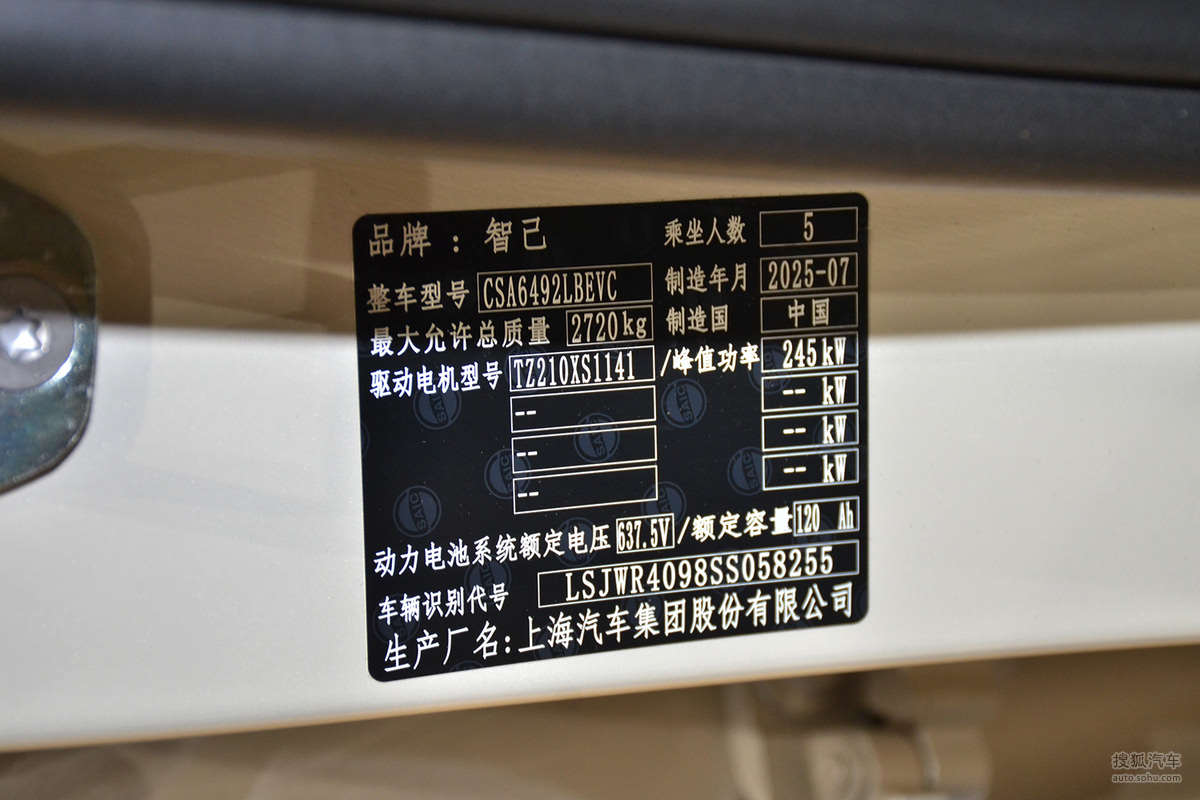 品牌：智己 乘坐人数 5
整车型号 CSA6492LBEVC 制造年月 2025-07
最大允许总质量 2720kg 制造国 中国
驱动电机型号 TZ210XS1141 /峰值功率 245kW
-- -- kW
-- -- kW
-- -- kW
动力电池系统额定电压 637.5V /额定容量 120 Ah
车辆识别代号 LSJWR4098SS058255
生产厂名:上海汽车集团股份有限公司
SAIC
SAIC
SAIC
SAIC
SAIC
搜狐汽车
auto.sohu.com